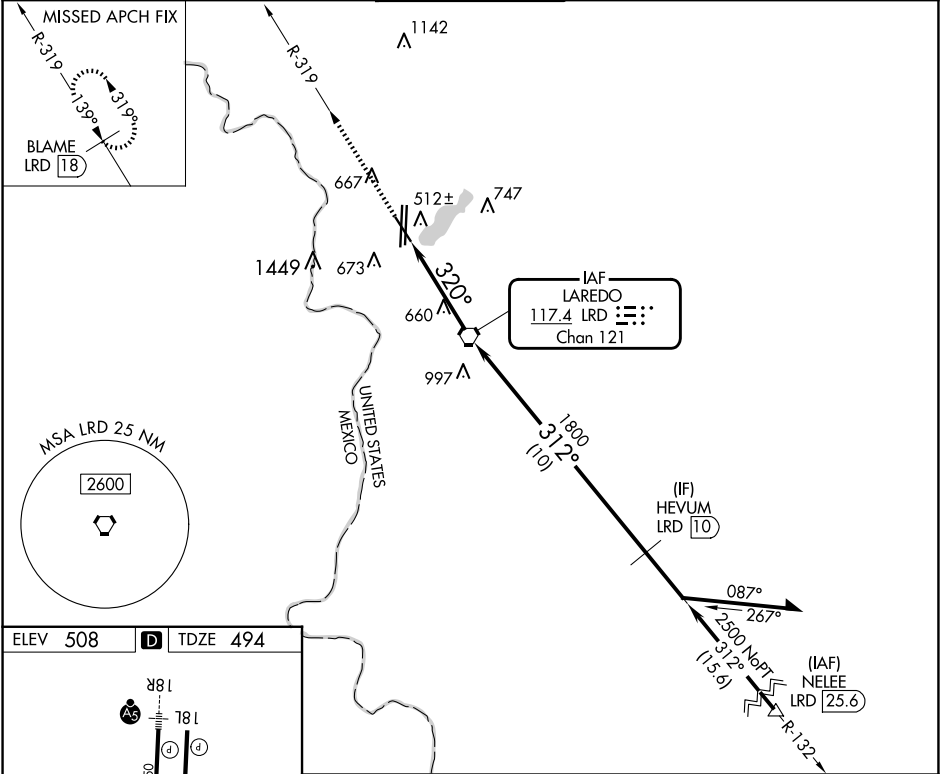 MISSED APCH FIX
R-319
139°
319°
BLAME
LRD 18
R-319
1142
667
512±
747
1449
673
320°
660
997
IAF
LAREDO
117.4 LRD
Chan 121
UNITED STATES
MEXICO
1800
312°
(10)
(IF)
HEVUM
LRD 10
087°
267°
2500 NoPT
312°
(15.6)
(IAF)
NELEE
LRD 25.6
R-132
MSA LRD 25 NM
2600
ELEV 508
D
TDZE 494
18R
A5
18L
P
P
50